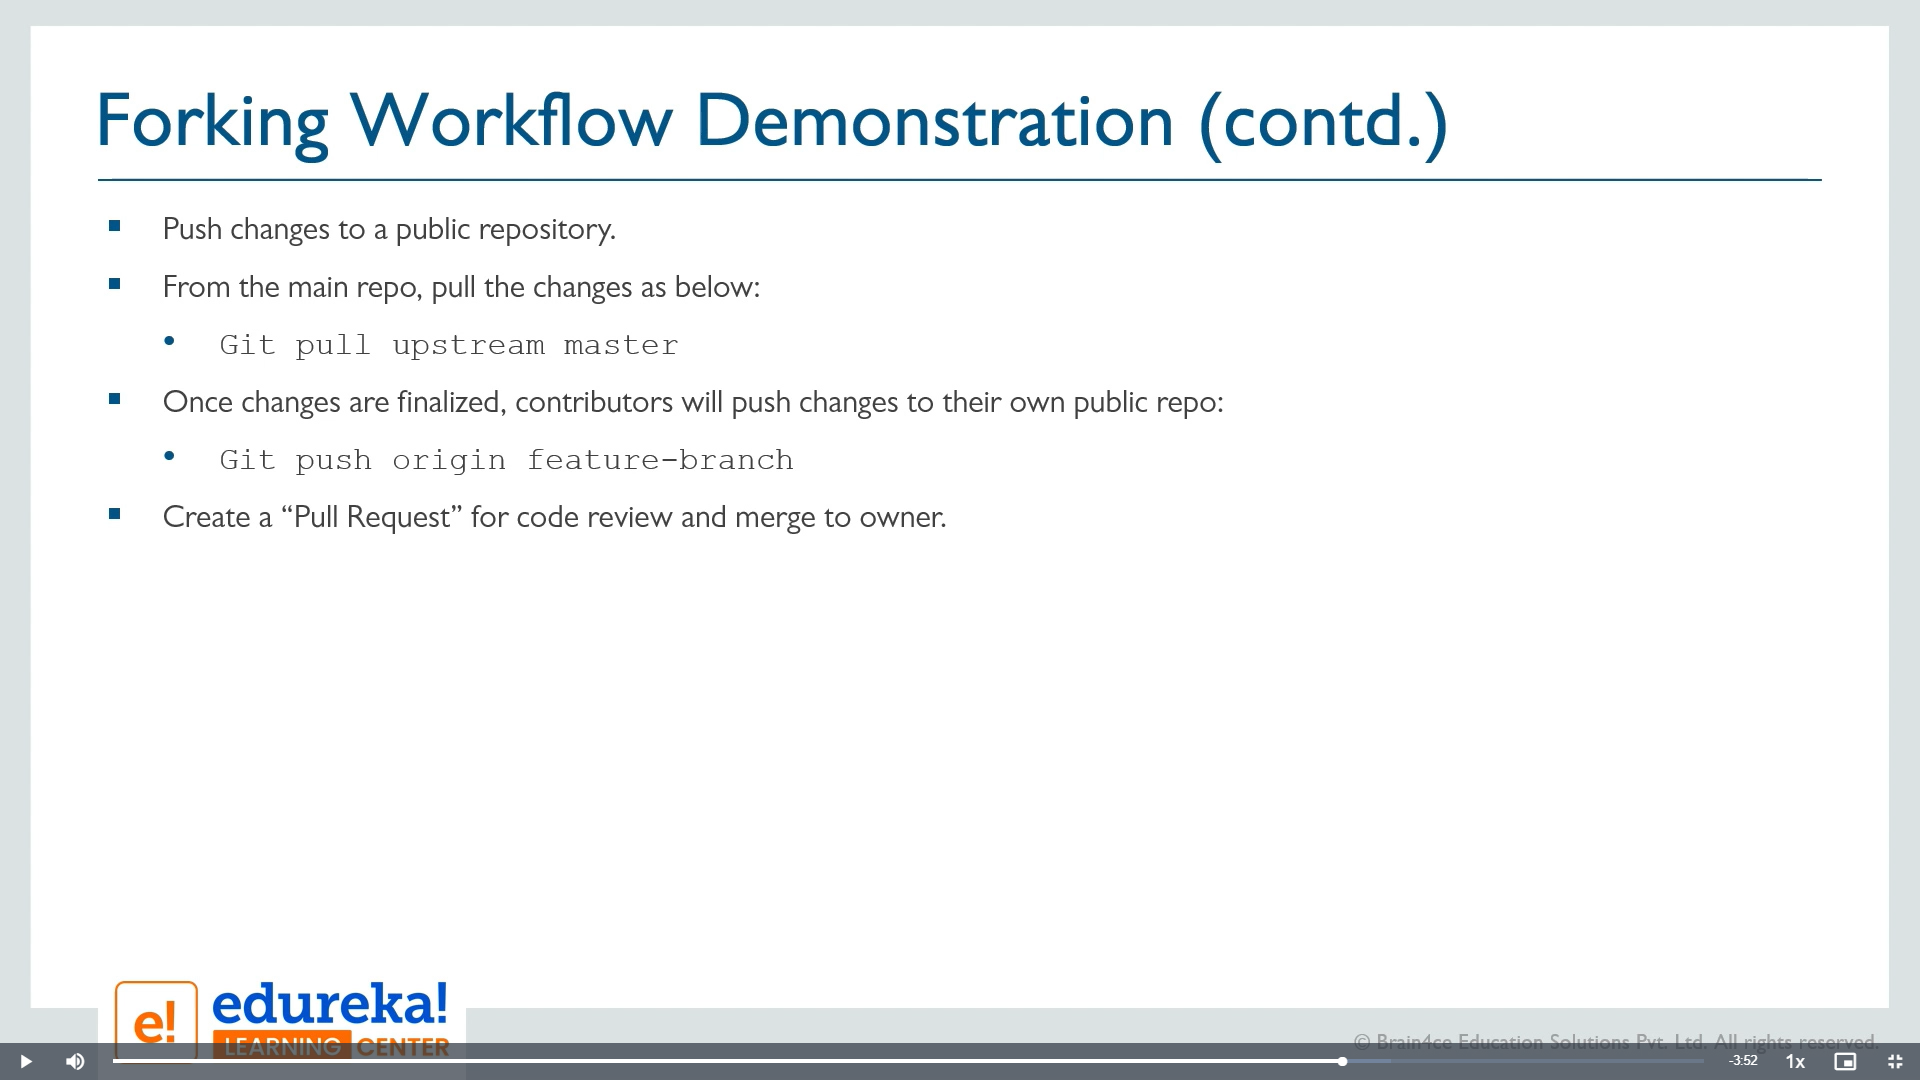 Forking Workflow Demonstration (contd.)
Push changes to a public repository.
From the main repo, pull the changes as below:
Git pull upstream master
Once changes are finalized, contributors will push changes to their own public repo:
Git push origin feature-branch
Create a “Pull Request” for code review and merge to owner.
e!
edureka!
LEARNING CENTER
© Brain4ce Education Solutions Pvt. Ltd. All rights reserved.
-3:52
1x